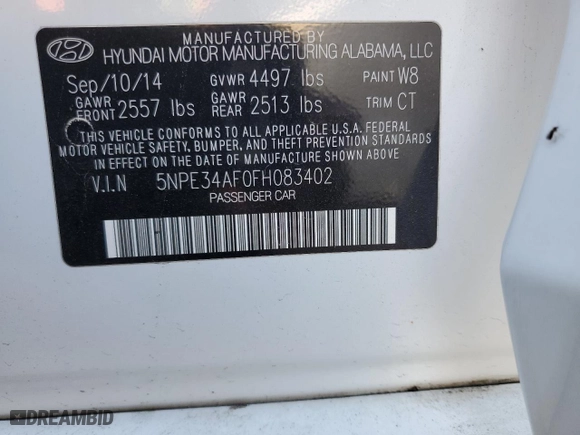 MANUFACTURED BY
HYUNDAI MOTOR MANUFACTURING ALABAMA, LLC
Sep/10/14 GVWR 4497 lbs PAINT W8
GAWR FRONT 2557 lbs GAWR REAR 2513 lbs TRIM CT
THIS VEHICLE CONFORMS TO ALL APPLICABLE U.S.A. FEDERAL
MOTOR VEHICLE SAFETY, BUMPER, AND THEFT PREVENTION STANDARDS
IN EFFECT ON THE DATE OF MANUFACTURE SHOWN ABOVE.
V.I.N 5NPE34AF0FH083402
PASSENGER CAR
DREAMBID